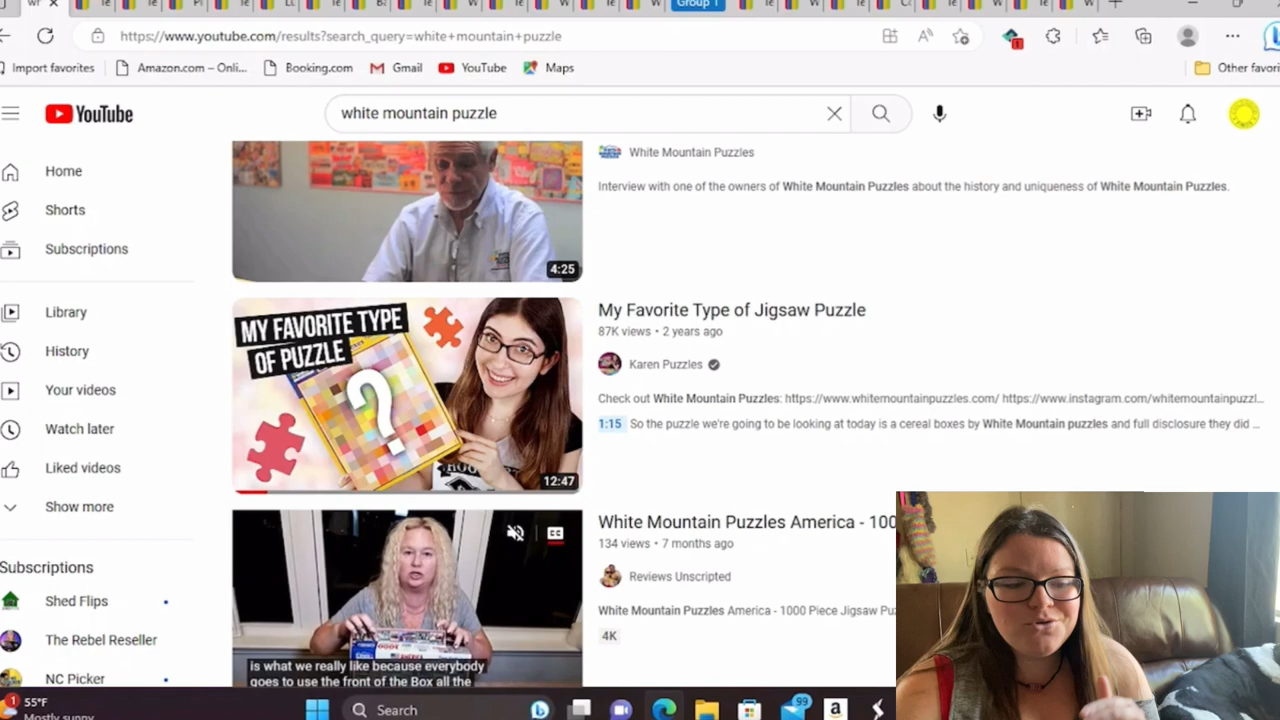 Group 1
https://www.youtube.com/results?search_query=white+mountain+puzzle
Import favorites
Amazon.com – Onli...
Booking.com
Gmail
YouTube
Maps
Other favori
YouTube
white mountain puzzle
Home
Shorts
Subscriptions
Library
History
Your videos
Watch later
Liked videos
Show more
Subscriptions
Shed Flips
The Rebel Reseller
NC Picker
4:25
White Mountain Puzzles
Interview with one of the owners of White Mountain Puzzles about the history and uniqueness of White Mountain Puzzles.
MY FAVORITE TYPE
OF PUZZLE
?
12:47
My Favorite Type of Jigsaw Puzzle
87K views • 2 years ago
Karen Puzzles
Check out White Mountain Puzzles: https://www.whitemountainpuzzles.com/ https://www.instagram.com/whitemountainpuzzl...
1:15 So the puzzle we're going to be looking at today is a cereal boxes by White Mountain puzzles and full disclosure they did ...
CC
is what we really like because everybody
goes to use the front of the Box all the
White Mountain Puzzles America - 100
134 views • 7 months ago
Reviews Unscripted
White Mountain Puzzles America - 1000 Piece Jigsaw Puz
4K
1
55°F
Mostly sunny
Search
99